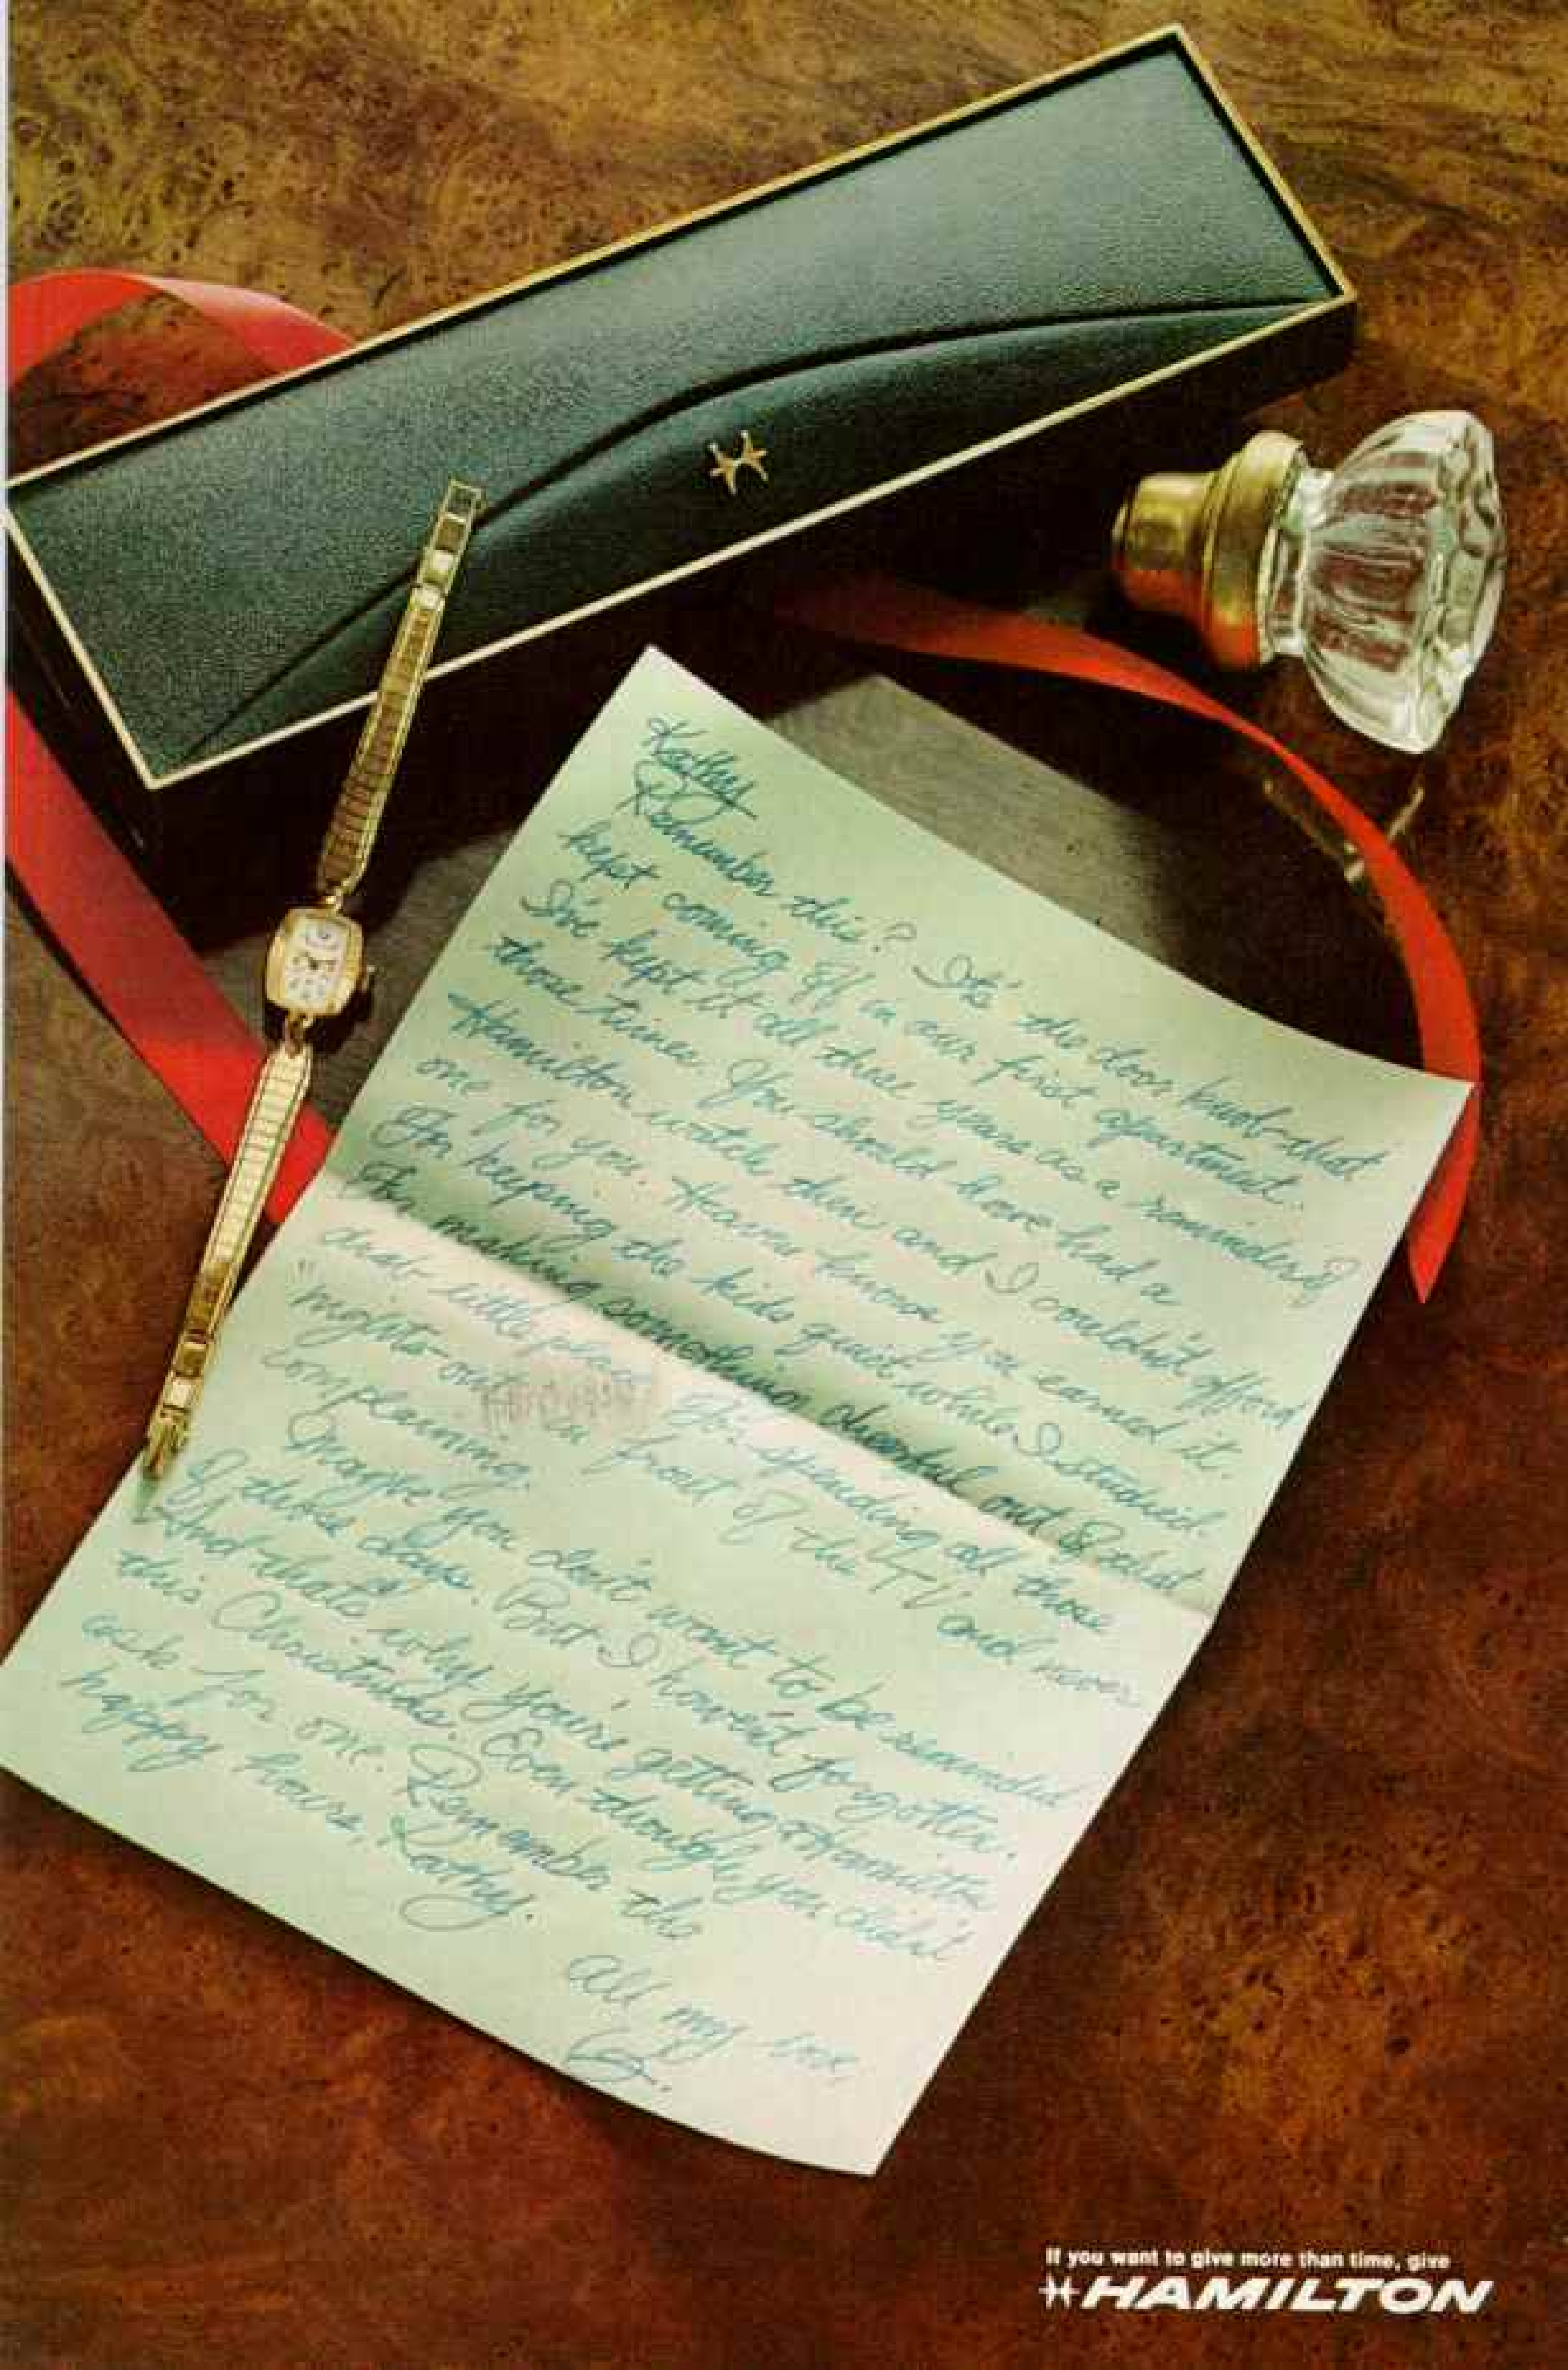 Kathy
Remember this? It's the door knob that
kept coming off in our first apartment.
I've kept it all these years as a reminder of
those times. You should have had a
Hamilton watch then and I couldn't afford
one for you. Heaven knows you earned it.
For keeping the kids quiet while I studied.
For making something cheerful out of
drab little place. For spending all those
"nights-out" in front of the TV and never
complaining.
Maybe you don't want to be reminded
of those days. But I haven't forgotten.
And that's why you're getting a Hamilton
this Christmas. Even though you didn't
ask for one. Remember the
happy hours, Kathy.
All my love,
If you want to give more than time, give
HAMILTON